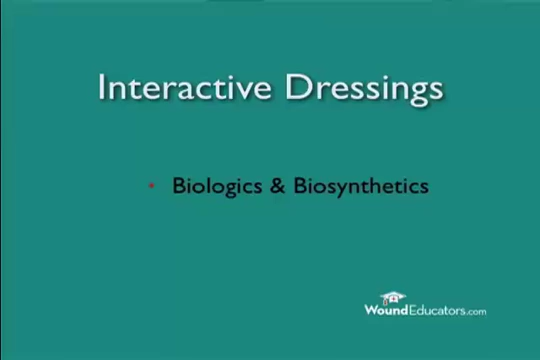 Interactive Dressings
• Biologics & Biosynthetics
WoundEducators.com